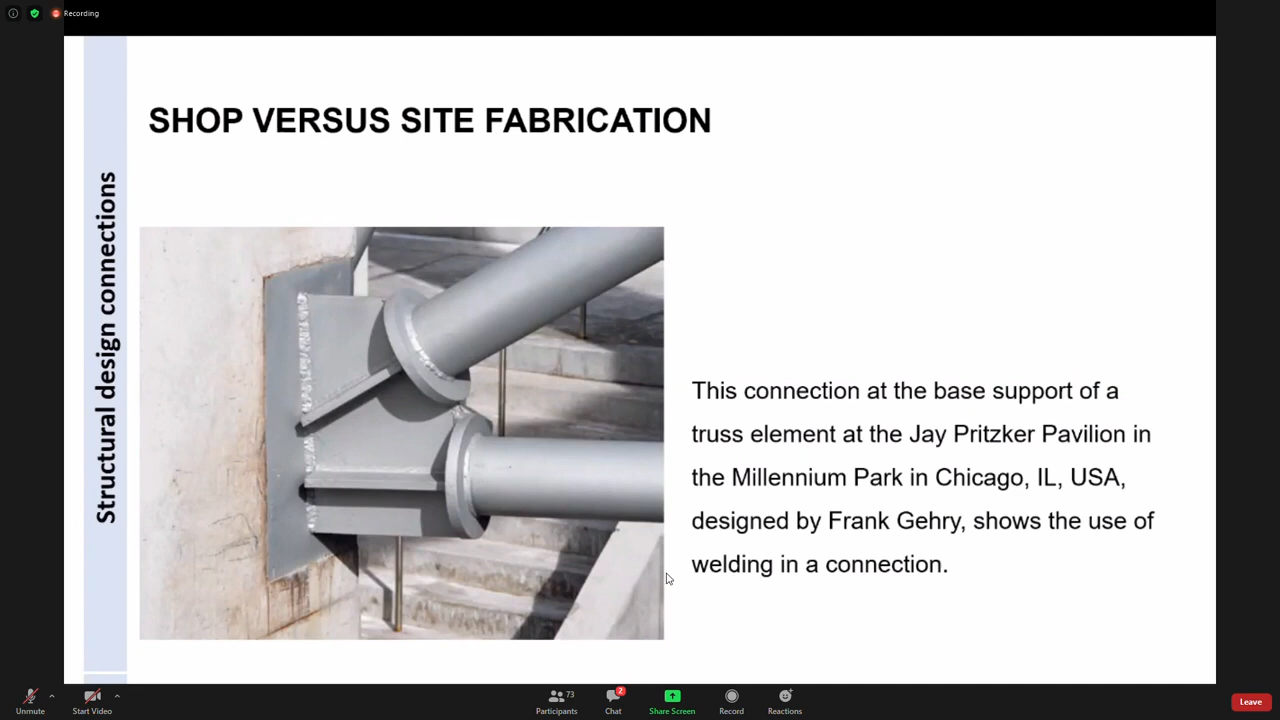 Recording
SHOP VERSUS SITE FABRICATION
Structural design connections
This connection at the base support of a
truss element at the Jay Pritzker Pavilion in
the Millennium Park in Chicago, IL, USA,
designed by Frank Gehry, shows the use of
welding in a connection.
Unmute
Start Video
73
Participants
2
Chat
Share Screen
Record
Reactions
Leave